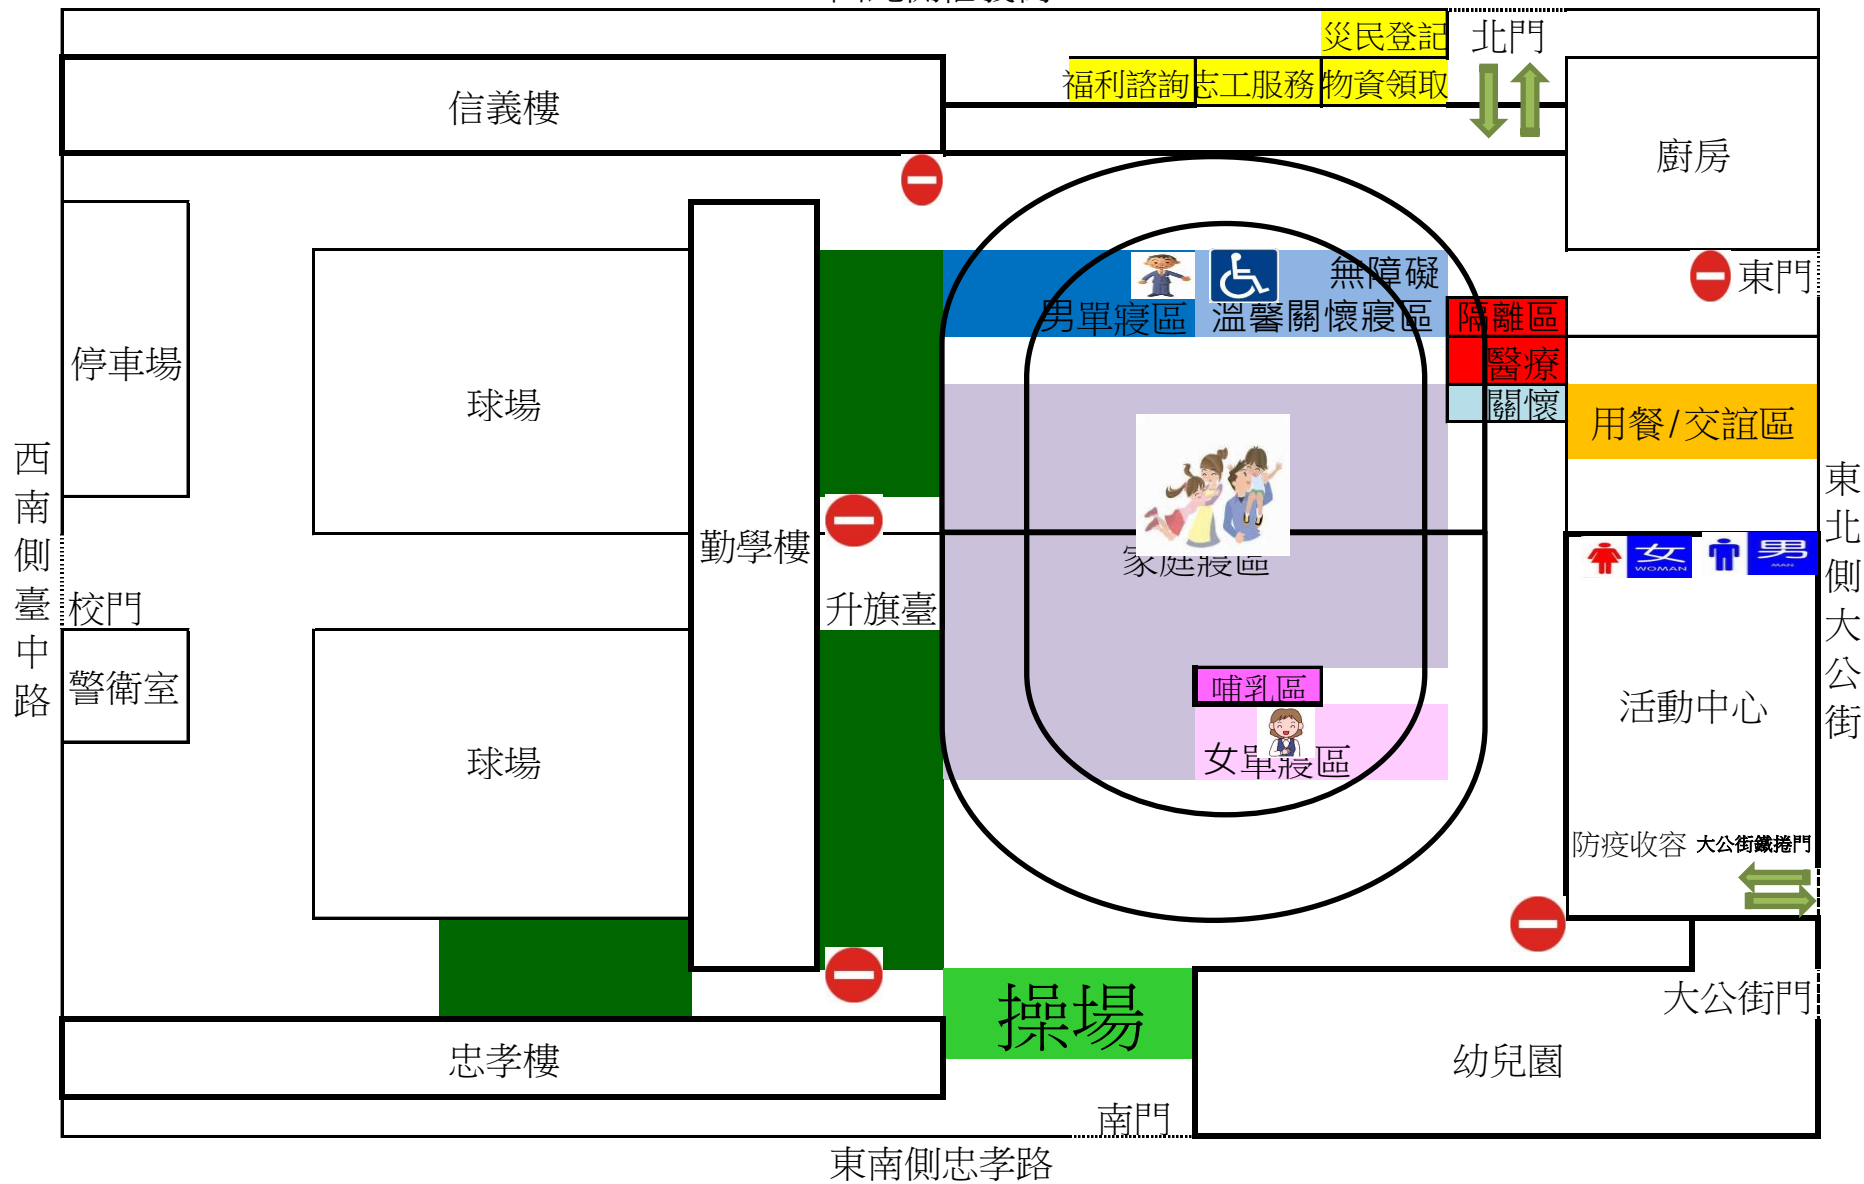 災民登記
北門
福利諮詢
志工服務
物資領取
信義樓
廚房
東門
無障礙
男單寢區
溫馨關懷寢區
隔離區
醫療
關懷
停車場
球場
用餐/交誼區
西南側臺中路
東北側大公街
勤學樓
女
WOMAN
男
MAN
家庭寢區
校門
升旗臺
警衛室
哺乳區
活動中心
女單寢區
球場
防疫收容
大公街鐵捲門
操場
大公街門
忠孝樓
幼兒園
南門
東南側忠孝路